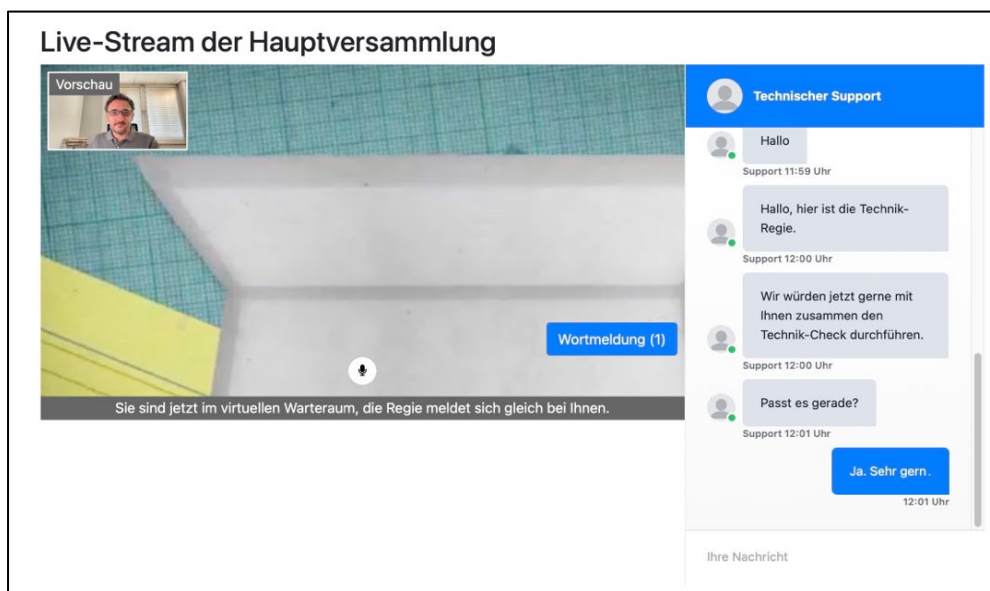 Live-Stream der Hauptversammlung
Vorschau
Wortmeldung (1)
Sie sind jetzt im virtuellen Warteraum, die Regie meldet sich gleich bei Ihnen.
Technischer Support
Hallo
Support 11:59 Uhr
Hallo, hier ist die Technik-
Regie.
Support 12:00 Uhr
Wir würden jetzt gerne mit
Ihnen zusammen den
Technik-Check durchführen.
Support 12:00 Uhr
Passt es gerade?
Support 12:01 Uhr
Ja. Sehr gern.
12:01 Uhr
Ihre Nachricht